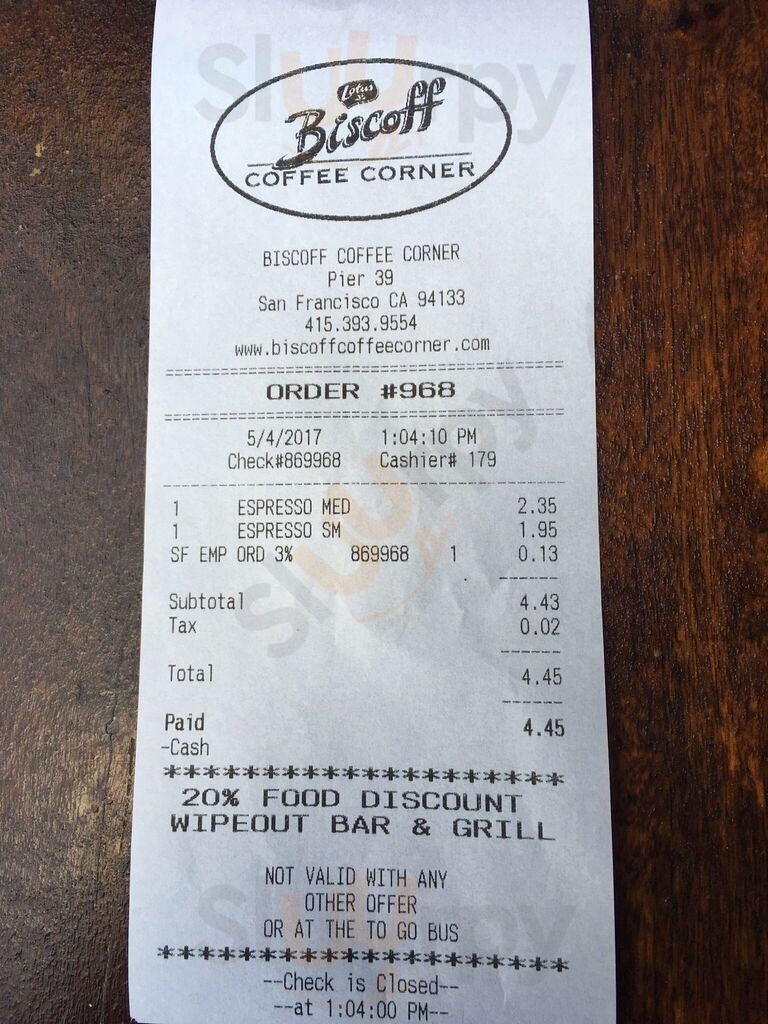 Lotus
Biscoff
COFFEE CORNER
BISCOFF COFFEE CORNER
Pier 39
San Francisco CA 94133
415.393.9554
www.biscoffcoffeecorner.com
ORDER #968
5/4/2017 1:04:10 PM
Check#869968 Cashier# 179
1 ESPRESSO MED 2.35
1 ESPRESSO SM 1.95
SF EMP ORD 3% 869968 1 0.13
Subtotal 4.43
Tax 0.02
Total 4.45
Paid 4.45
-Cash
********************
20% FOOD DISCOUNT
WIPEOUT BAR & GRILL
NOT VALID WITH ANY
OTHER OFFER
OR AT THE TO GO BUS
********************
--Check is Closed--
--at 1:04:00 PM--
Slurpy
Slurpy
Slurpy